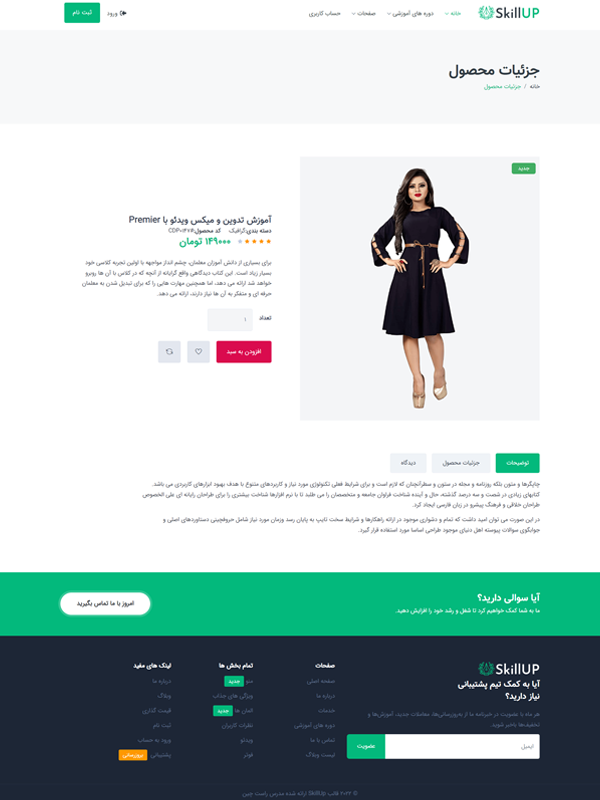 SkillUP
خانه
دوره های آموزشی
صفحات
حساب کاربری
ورود
ثبت نام
جزئیات محصول
خانه / جزئیات محصول
جدید
آموزش تدوین و میکس ویدئو با Premier
دسته بندی:گرافیک کد محصول:
۱۴۹۰۰۰ تومان
برای بسیاری از دانش آموزان معلمان، چشم انداز مواجهه با اولین تجربه کلاسی خود
بسیار زیاد است. این کتاب دیدگاهی واقع گرایانه از آنچه که در کلاس با آن ها روبرو
خواهد شد ارائه می دهد، اما همچنین مهارت هایی را که برای تبدیل شدن به معلمان
حرفه ای و متفکر به آن ها نیاز دارند، ارائه می دهد.
تعداد
۱
افزودن به سبد
توضیحات
جزئیات محصول
دیدگاه
چاپگرها و متون بلکه روزنامه و مجله در ستون و سطرآنچنان که لازم است و برای شرایط فعلی تکنولوژی مورد نیاز و کاربردهای متنوع با هدف بهبود ابزارهای کاربردی می باشد.
کتابهای زیادی در شصت و سه درصد گذشته، حال و آینده شناخت فراوان جامعه و متخصصان را می طلبد تا با نرم افزارها شناخت بیشتری را برای طراحان رایانه ای علی الخصوص
طراحان خلاقی و فرهنگ پیشرو در زبان فارسی ایجاد کرد.
در این صورت می توان امید داشت که تمام و دشواری موجود در ارائه راهکارها و شرایط سخت تایپ به پایان رسد وزمان مورد نیاز شامل حروفچینی دستاوردهای اصلی و
جوابگوی سوالات پیوسته اهل دنیای موجود طراحی اساسا مورد استفاده قرار گیرد.
آیا سوالی دارید؟
ما به شما کمک خواهیم کرد تا شغل و رشد خود را افزایش دهید.
امروز با ما تماس بگیرید
SkillUP
آیا به کمک تیم پشتیبانی
نیاز دارید؟
هر ماه با عضویت در خبرنامه ما از به‌روزرسانی‌ها، معاملات جدید، آموزش‌ها و
تخفیف‌ها باخبر شوید.
ایمیل
عضویت
صفحات
صفحه اصلی
درباره ما
خدمات
دوره های آموزشی
تماس با ما
لیست وبلاگ
تمام بخش ها
سئو جدید
ویژگی های جذاب
المان ها جدید
نظرات کاربران
ویدئو
فوتر
لینک های مفید
درباره ما
وبلاگ
قیمت گذاری
ثبت نام
ورود به حساب
پشتیبانی بروزرسانی
© ۲۰۲۲ قالب SkillUp ارائه شده مدرس راست چین